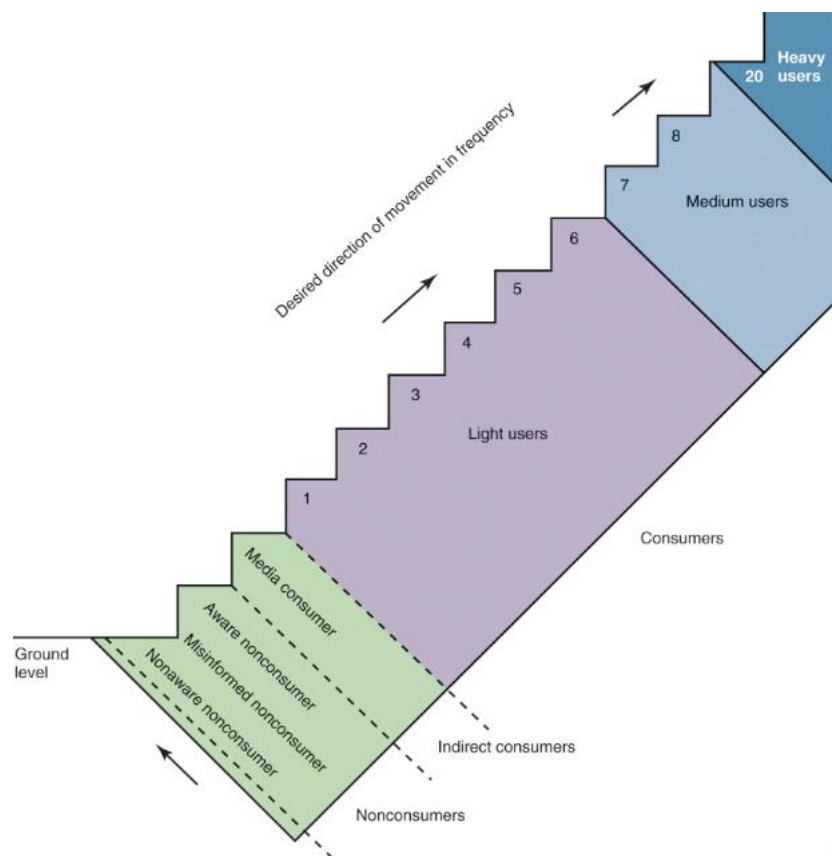 20
Heavy
users
Desired direction of movement in frequency
8
7
Medium users
6
5
4
3
Light users
2
1
Consumers
Media consumer
Aware nonconsumer
Misinformed nonconsumer
Nonaware nonconsumer
Ground
level
Indirect consumers
Nonconsumers